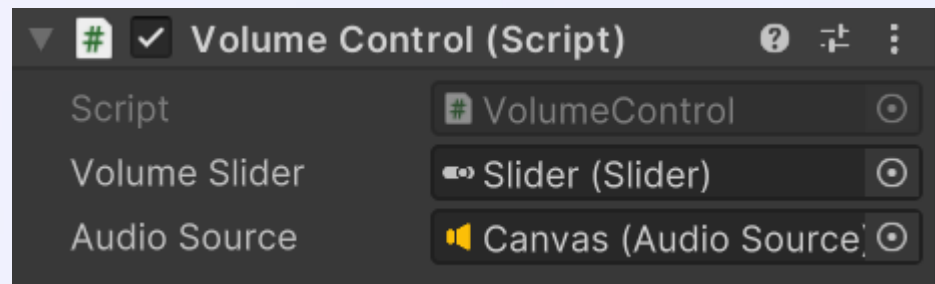 Volume Control (Script)
Script VolumeControl
Volume Slider Slider (Slider)
Audio Source Canvas (Audio Source)